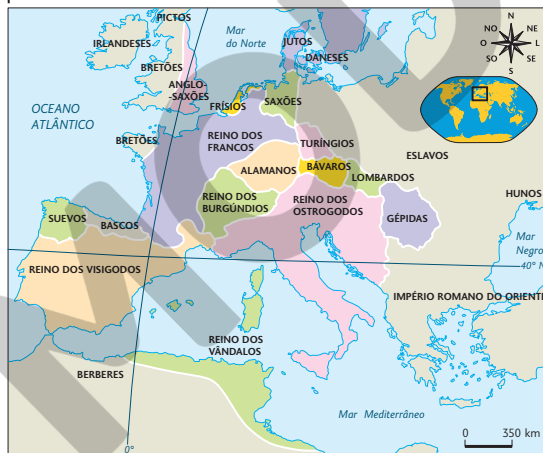 PICTOS
Mar
do Norte
IRLANDESES
JUTOS
DANESES
BRETÕES
ANGLO-
-SAXÕES
OCEANO
ATLÂNTICO
FRÍSIOS
SAXÕES
BRETÕES
REINO DOS
FRANCOS
TURÍNGIOS
ESLAVOS
ALAMANOS
BÁVAROS
LOMBARDOS
HUNOS
REINO DOS
BURGÚNDIOS
REINO DOS
OSTROGODOS
GÉPIDAS
SUEVOS
BASCOS
Mar
Negro
40° N
REINO DOS VISIGODOS
IMPÉRIO ROMANO DO ORIENTE
REINO DOS
VÂNDALOS
BERBERES
Mar Mediterrâneo
0°
0 350 km
N
NO NE
O L
SO SE
S